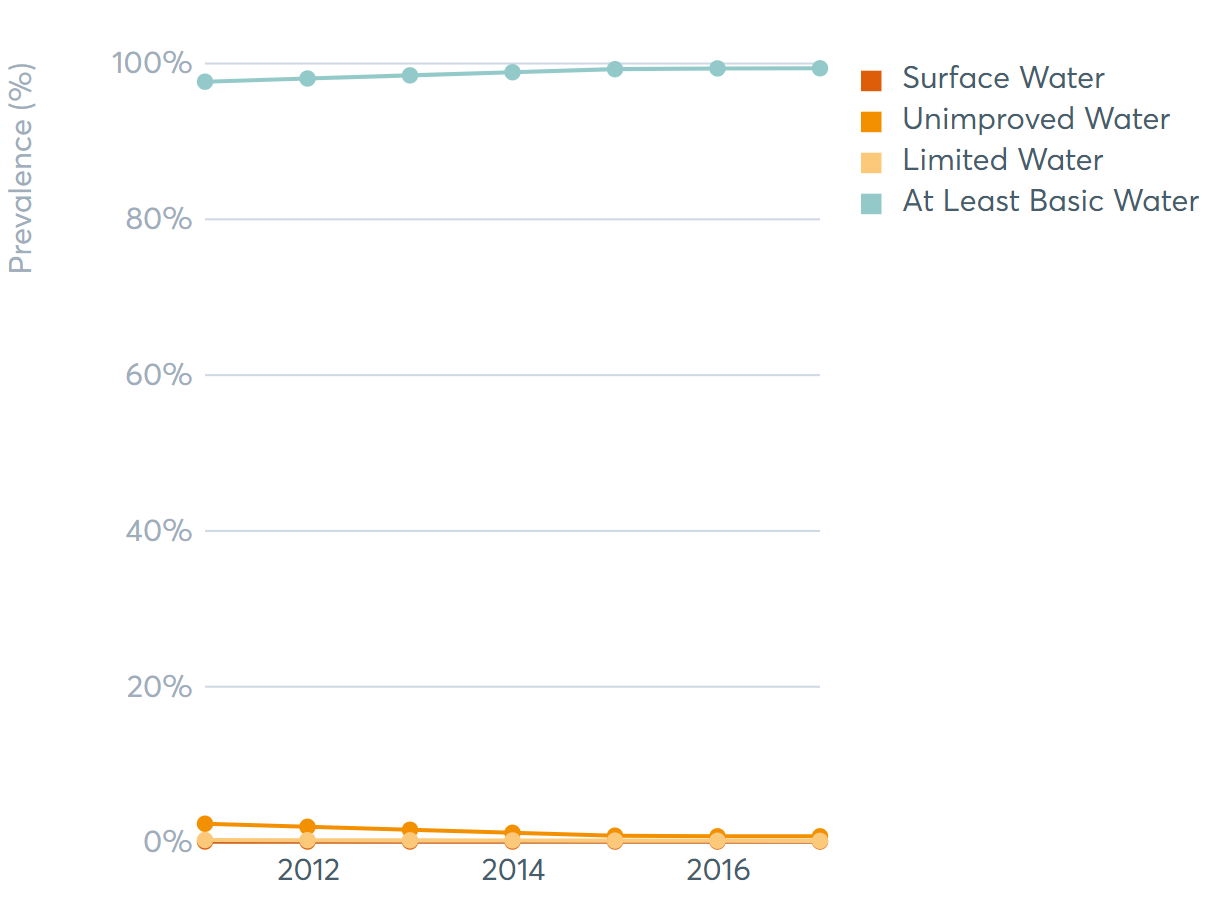 Prevalence (%)
100%
80%
60%
40%
20%
0%
2012
2014
2016
Surface Water
Unimproved Water
Limited Water
At Least Basic Water